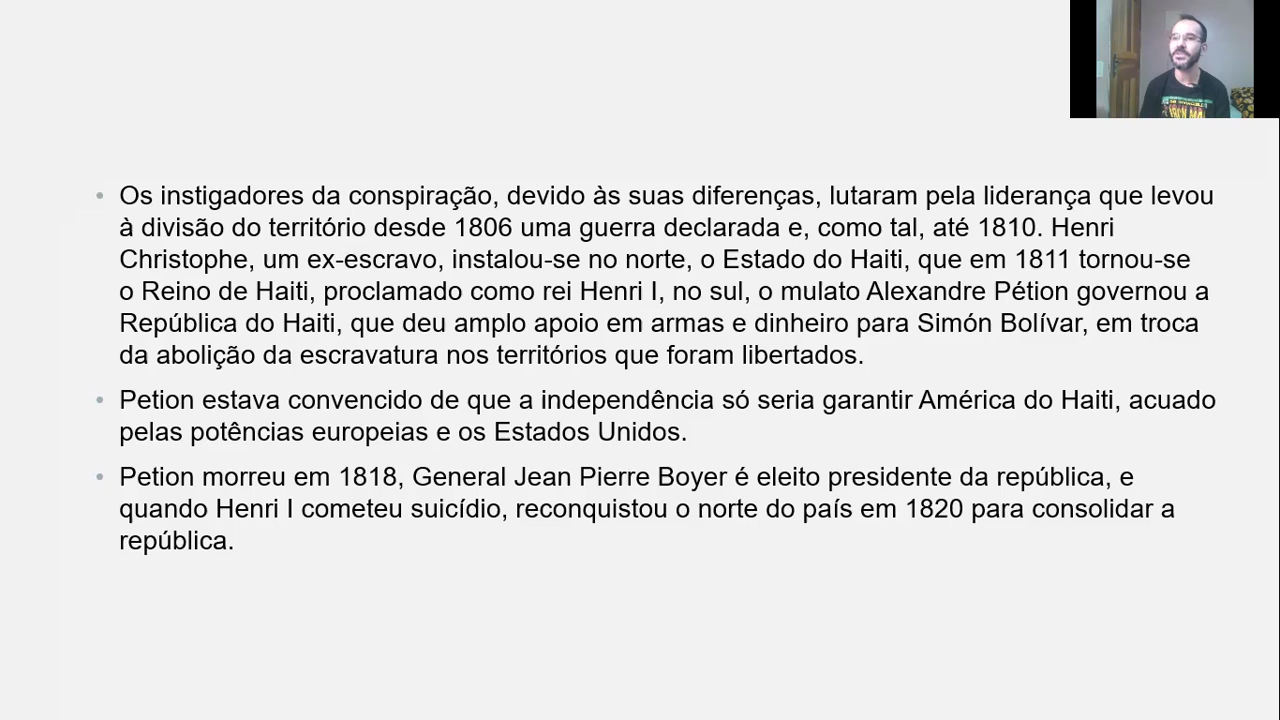 Os instigadores da conspiração, devido às suas diferenças, lutaram pela liderança que levou
à divisão do território desde 1806 uma guerra declarada e, como tal, até 1810. Henri
Christophe, um ex-escravo, instalou-se no norte, o Estado do Haiti, que em 1811 tornou-se
o Reino de Haiti, proclamado como rei Henri I, no sul, o mulato Alexandre Pétion governou a
República do Haiti, que deu amplo apoio em armas e dinheiro para Simón Bolívar, em troca
da abolição da escravatura nos territórios que foram libertados.
Petion estava convencido de que a independência só seria garantir América do Haiti, acuado
pelas potências europeias e os Estados Unidos.
Petion morreu em 1818, General Jean Pierre Boyer é eleito presidente da república, e
quando Henri I cometeu suicídio, reconquistou o norte do país em 1820 para consolidar a
república.